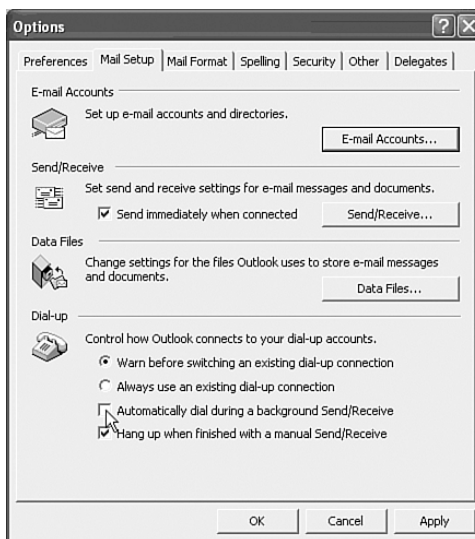 Options
Preferences Mail Setup Mail Format Spelling Security Other Delegates
E-mail Accounts
Set up e-mail accounts and directories.
E-mail Accounts...
Send/Receive
Set send and receive settings for e-mail messages and documents.
Send immediately when connected
Send/Receive...
Data Files
Change settings for the files Outlook uses to store e-mail messages
and documents.
Data Files...
Dial-up
Control how Outlook connects to your dial-up accounts.
Warn before switching an existing dial-up connection
Always use an existing dial-up connection
Automatically dial during a background Send/Receive
Hang up when finished with a manual Send/Receive
OK Cancel Apply